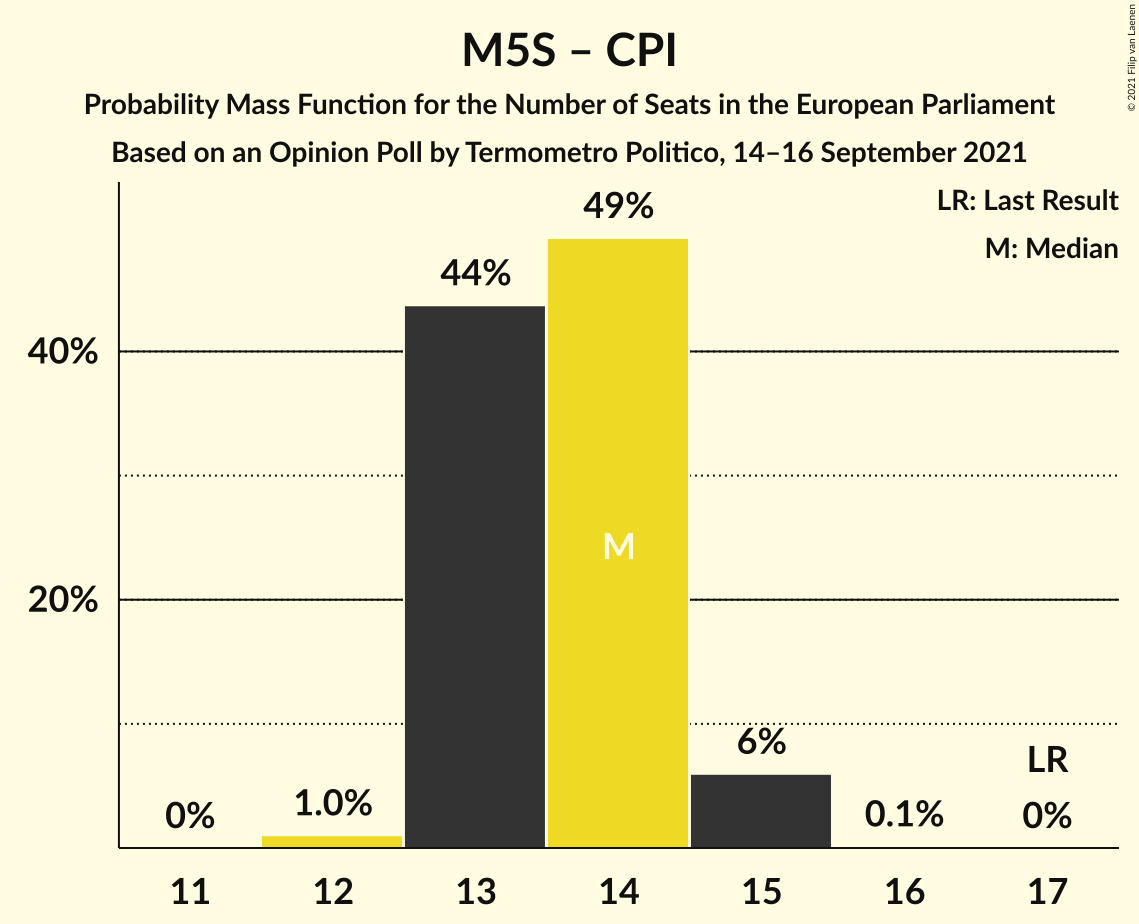 M5S – CPI
Probability Mass Function for the Number of Seats in the European Parliament
Based on an Opinion Poll by Termometro Politico, 14–16 September 2021
© 2021 Filip van Laenen
LR: Last Result
M: Median
40%
20%
0%
1.0%
44%
49%
M
6%
0.1%
LR
0%
11
12
13
14
15
16
17